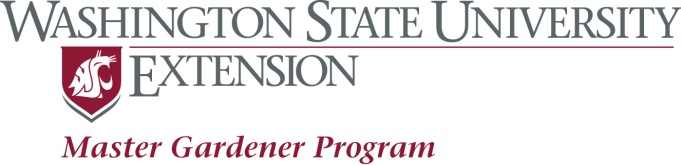 WASHINGTON STATE UNIVERSITY
EXTENSION
Master Gardener Program